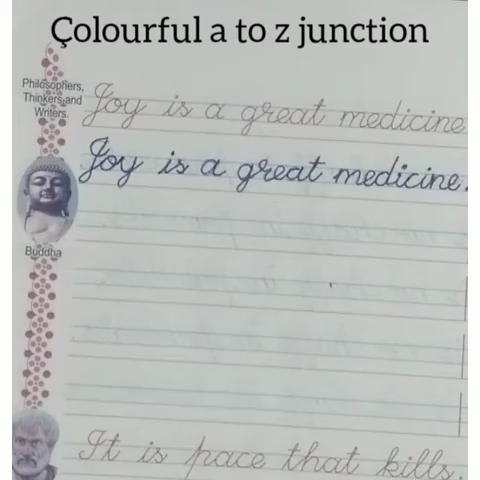 Çolourful a to z junction
Philosophers,
Thinkers and
Writers.
Joy is a great medicine
Joy is a great medicine.
Buddha
It is pace that kills.